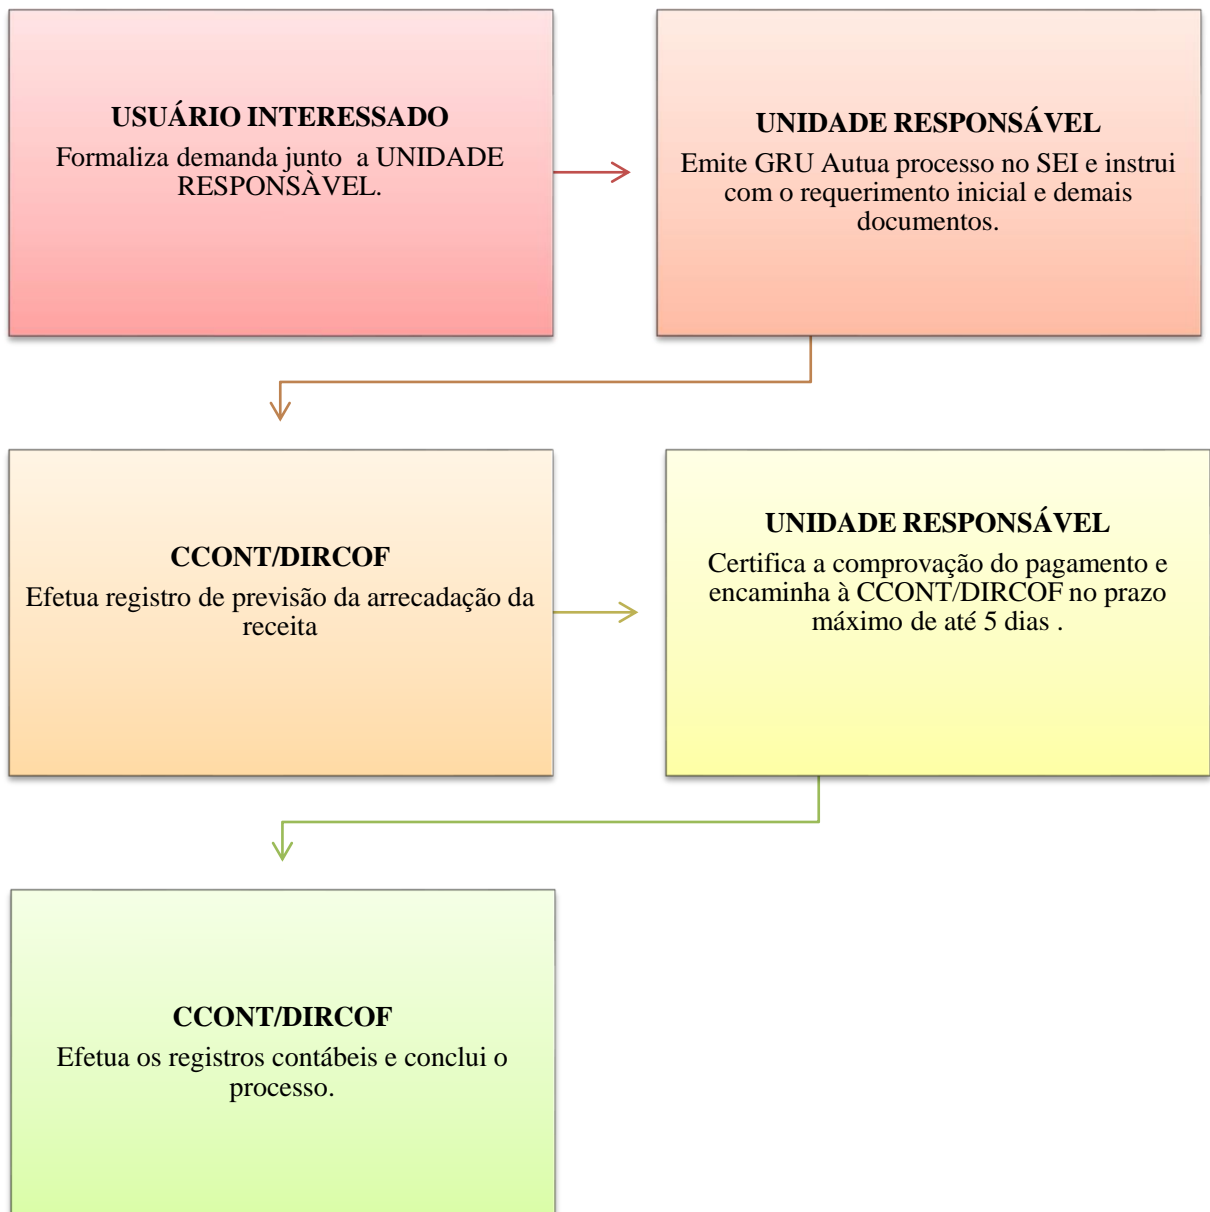 USUÁRIO INTERESSADO
Formaliza demanda junto a UNIDADE
RESPONSÀVEL.
UNIDADE RESPONSÁVEL
Emite GRU Autua processo no SEI e instrui
com o requerimento inicial e demais
documentos.
CCONT/DIRCOF
Efetua registro de previsão da arrecadação da
receita
UNIDADE RESPONSÁVEL
Certifica a comprovação do pagamento e
encaminha à CCONT/DIRCOF no prazo
máximo de até 5 dias .
CCONT/DIRCOF
Efetua os registros contábeis e conclui o
processo.